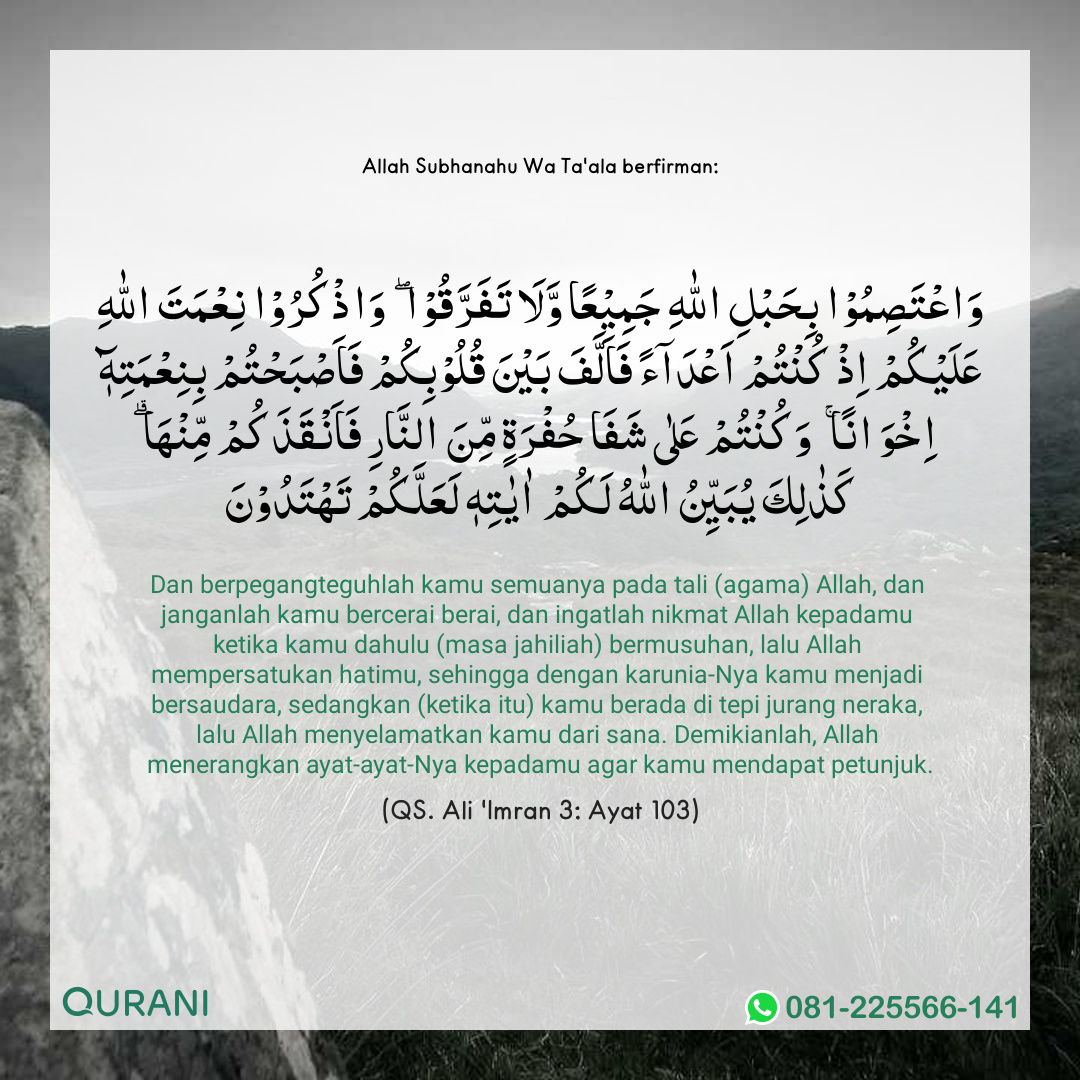 Allah Subhanahu Wa Ta'ala berfirman:
وَاعْتَصِمُوْا بِحَبْلِ اللّٰهِ جَمِيْعًا وَّلَا تَفَرَّقُوْا ۖ وَاذْكُرُوْا نِعْمَتَ اللّٰهِ
عَلَيْكُمْ اِذْ كُنْتُمْ اَعْدَآءً فَاَلَّفَ بَيْنَ قُلُوْبِكُمْ فَاَصْبَحْتُمْ بِنِعْمَتِهٖۤ
اِخْوَانًا ۚ وَكُنْتُمْ عَلٰى شَفَا حُفْرَةٍ مِّنَ النَّارِ فَاَنْقَذَكُمْ مِّنْهَا ۗ
كَذٰلِكَ يُبَيِّنُ اللّٰهُ لَكُمْ اٰيٰتِهٖ لَعَلَّكُمْ تَهْتَدُوْنَ
Dan berpegangteguhlah kamu semuanya pada tali (agama) Allah, dan
janganlah kamu bercerai berai, dan ingatlah nikmat Allah kepadamu
ketika kamu dahulu (masa jahiliah) bermusuhan, lalu Allah
mempersatukan hatimu, sehingga dengan karunia-Nya kamu menjadi
bersaudara, sedangkan (ketika itu) kamu berada di tepi jurang neraka,
lalu Allah menyelamatkan kamu dari sana. Demikianlah, Allah
menerangkan ayat-ayat-Nya kepadamu agar kamu mendapat petunjuk.
(QS. Ali 'Imran 3: Ayat 103)
QURANI
081-225566-141